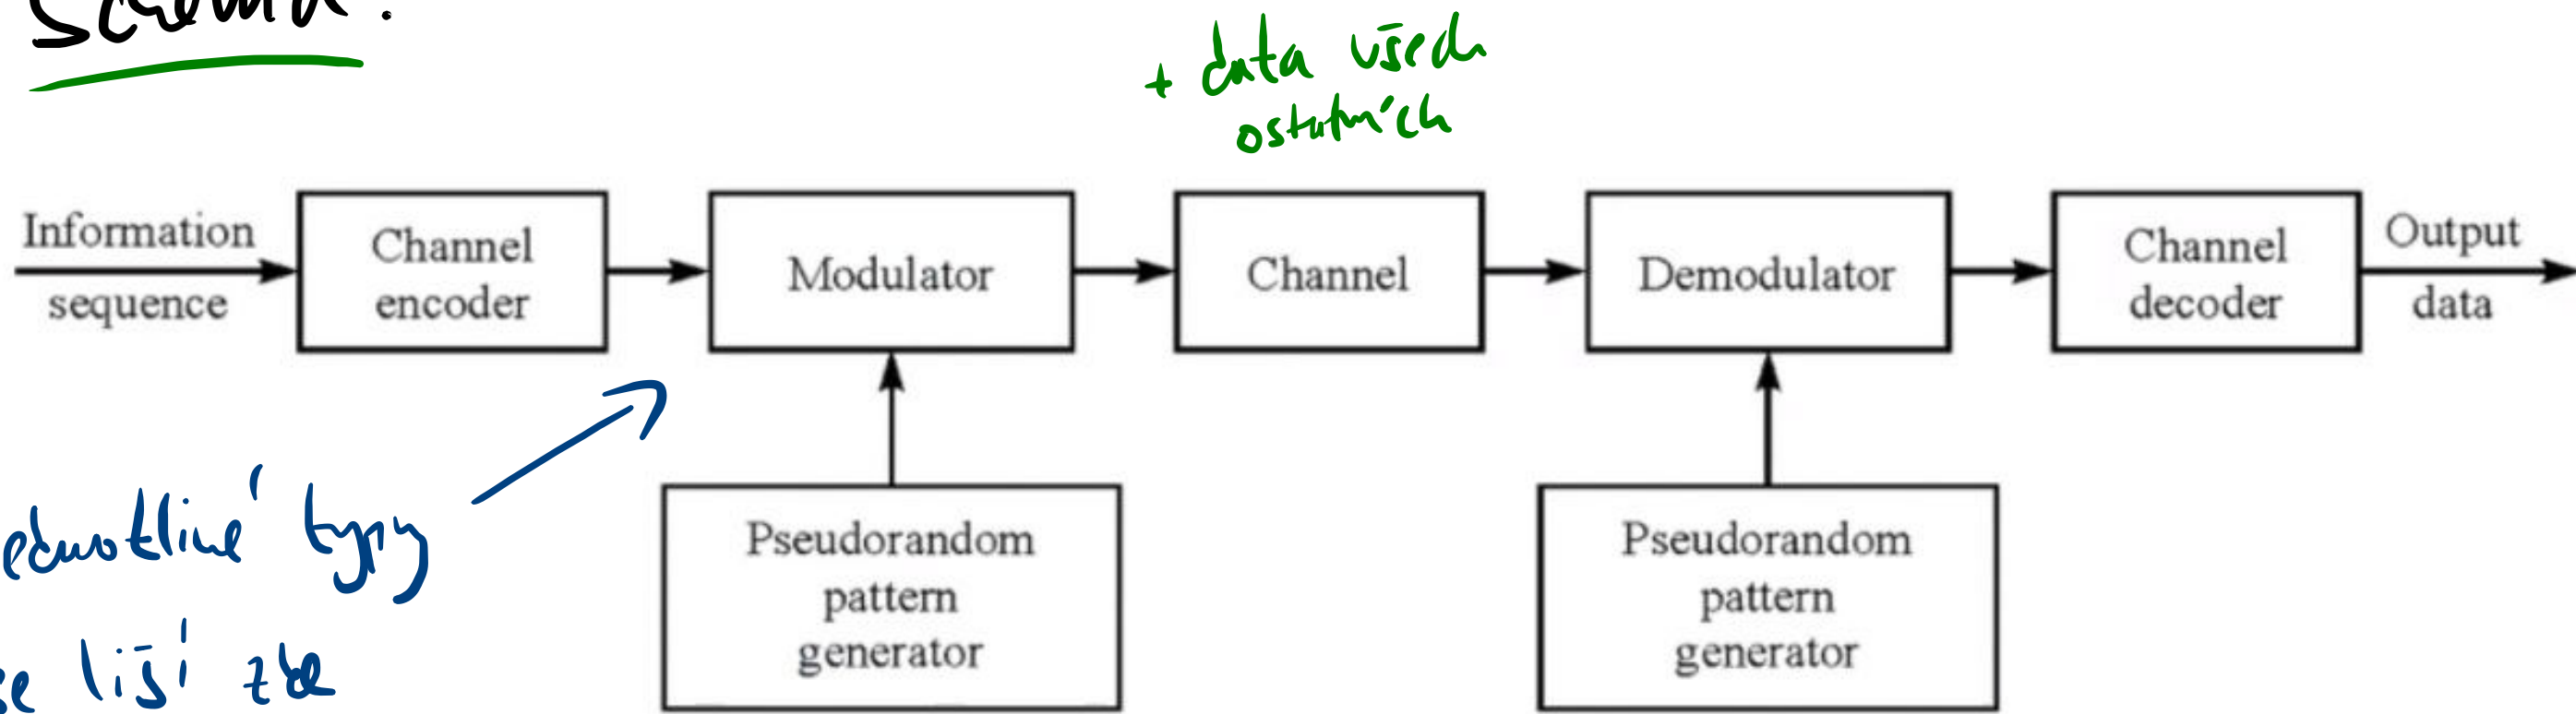 Schéma:
+ data všech
ostatních
Information
sequence
Channel
encoder
Modulator
Channel
Demodulator
Channel
decoder
Output
data
ednotlivé typy
se liší zde
Pseudorandom
pattern
generator
Pseudorandom
pattern
generator